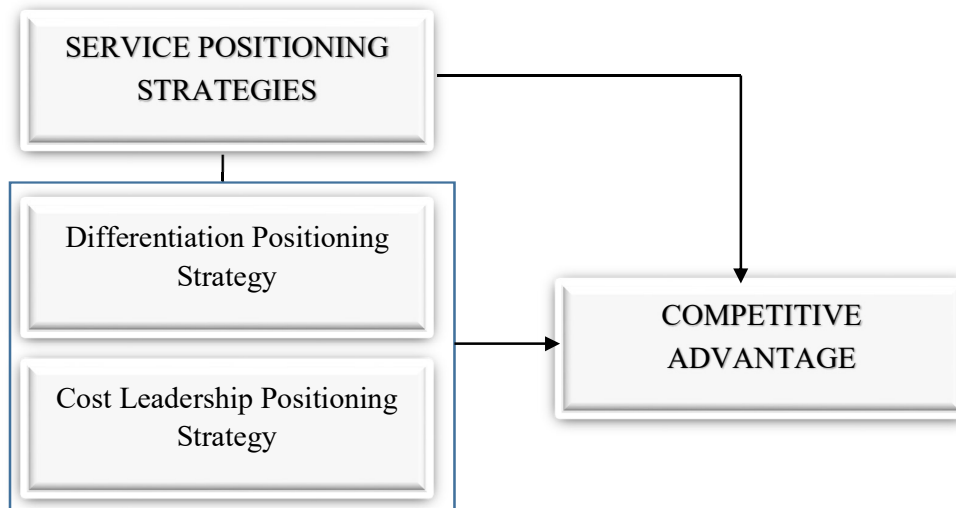 SERVICE POSITIONING
STRATEGIES
Differentiation Positioning
Strategy
Cost Leadership Positioning
Strategy
COMPETITIVE
ADVANTAGE